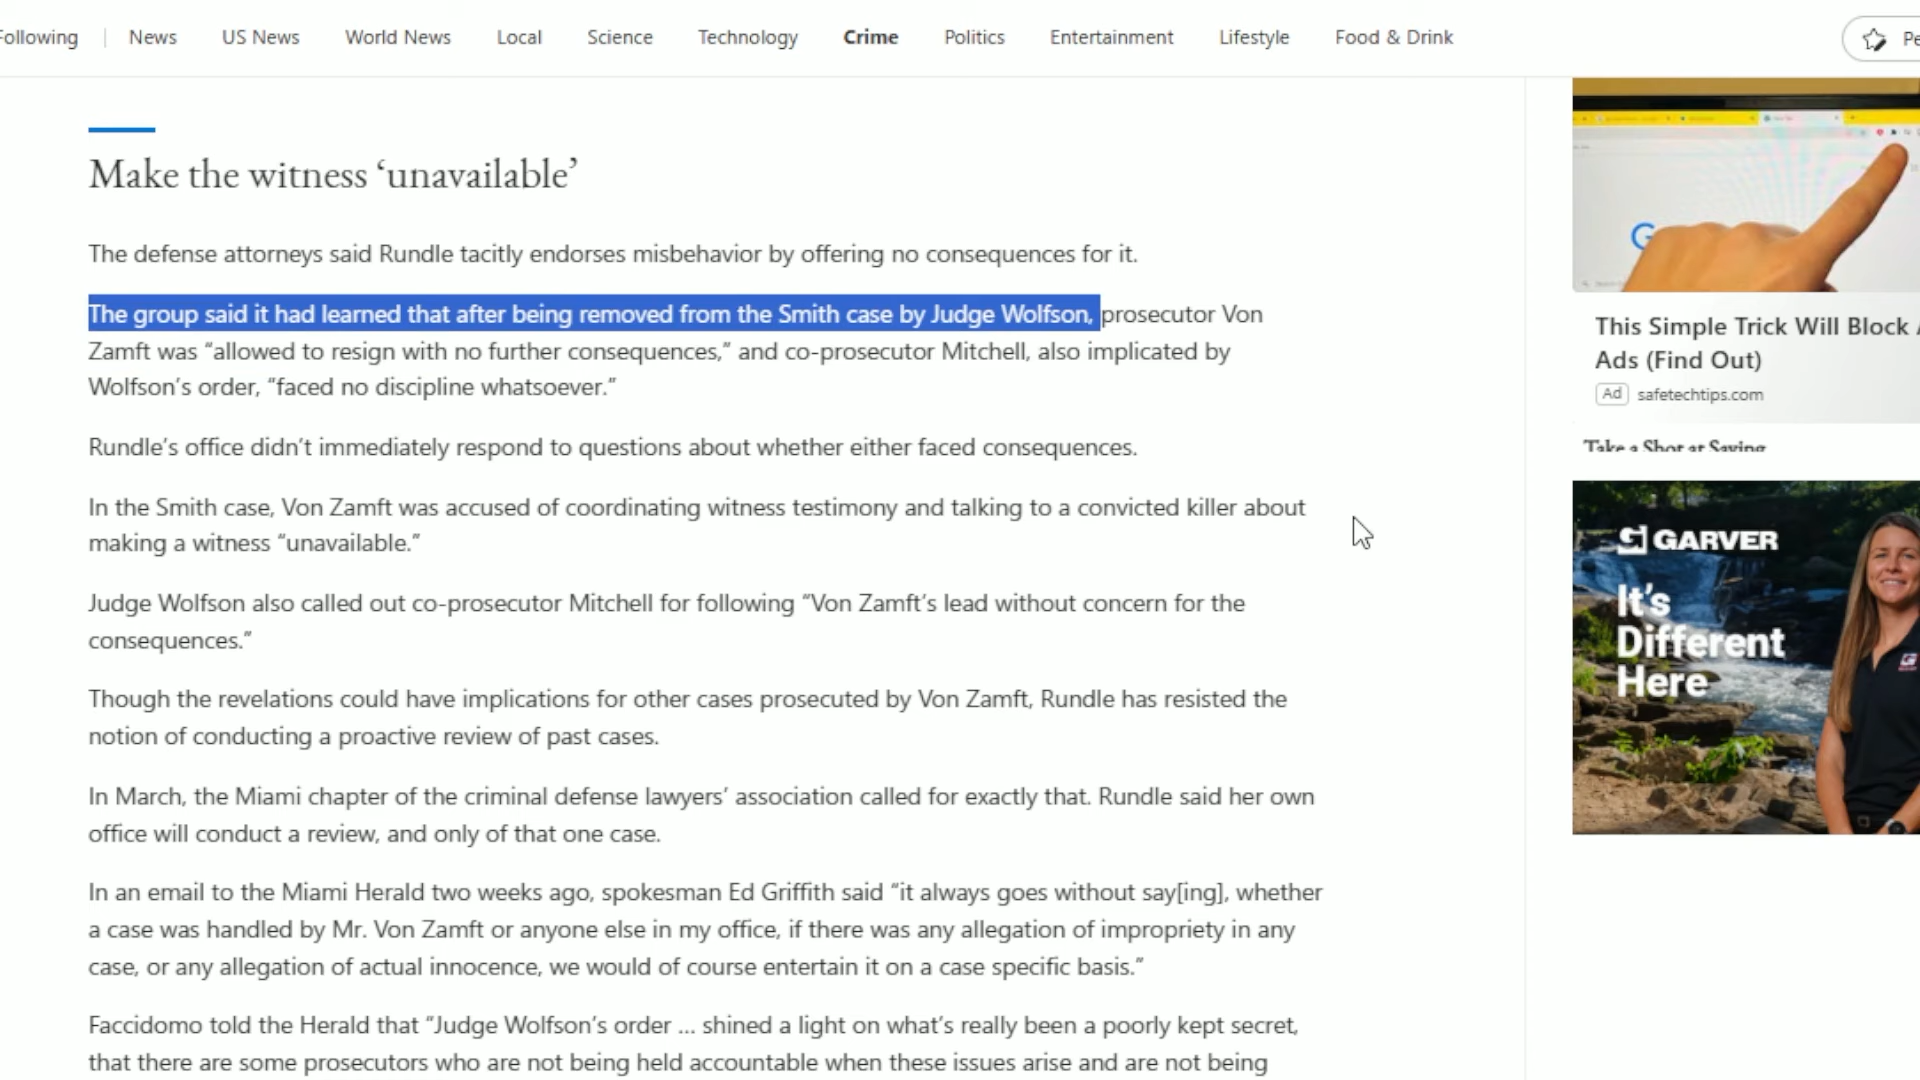 Following
News
US News
World News
Local
Science
Technology
Crime
Politics
Entertainment
Lifestyle
Food & Drink
Make the witness ‘unavailable’
The defense attorneys said Rundle tacitly endorses misbehavior by offering no consequences for it.
The group said it had learned that after being removed from the Smith case by Judge Wolfson, prosecutor Von
Zamft was “allowed to resign with no further consequences,” and co-prosecutor Mitchell, also implicated by
Wolfson’s order, “faced no discipline whatsoever.”
Rundle’s office didn’t immediately respond to questions about whether either faced consequences.
In the Smith case, Von Zamft was accused of coordinating witness testimony and talking to a convicted killer about
making a witness “unavailable.”
Judge Wolfson also called out co-prosecutor Mitchell for following “Von Zamft’s lead without concern for the
consequences.”
Though the revelations could have implications for other cases prosecuted by Von Zamft, Rundle has resisted the
notion of conducting a proactive review of past cases.
In March, the Miami chapter of the criminal defense lawyers’ association called for exactly that. Rundle said her own
office will conduct a review, and only of that one case.
In an email to the Miami Herald two weeks ago, spokesman Ed Griffith said “it always goes without say[ing], whether
a case was handled by Mr. Von Zamft or anyone else in my office, if there was any allegation of impropriety in any
case, or any allegation of actual innocence, we would of course entertain it on a case specific basis.”
Faccidomo told the Herald that “Judge Wolfson’s order ... shined a light on what’s really been a poorly kept secret,
that there are some prosecutors who are not being held accountable when these issues arise and are not being
Pe
This Simple Trick Will Block A
Ads (Find Out)
Ad safetechtips.com
Take a Shot at Saving
GARVER
It’s
Different
Here